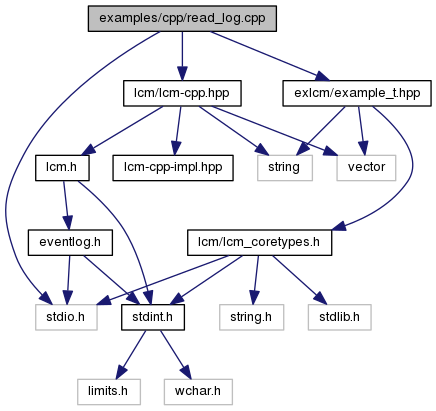 examples/cpp/read_log.cpp
lcm/lcm-cpp.hpp
exlcm/example_t.hpp
lcm.h
lcm-cpp-impl.hpp
string
vector
eventlog.h
lcm/lcm_coretypes.h
stdio.h
stdint.h
string.h
stdlib.h
limits.h
wchar.h